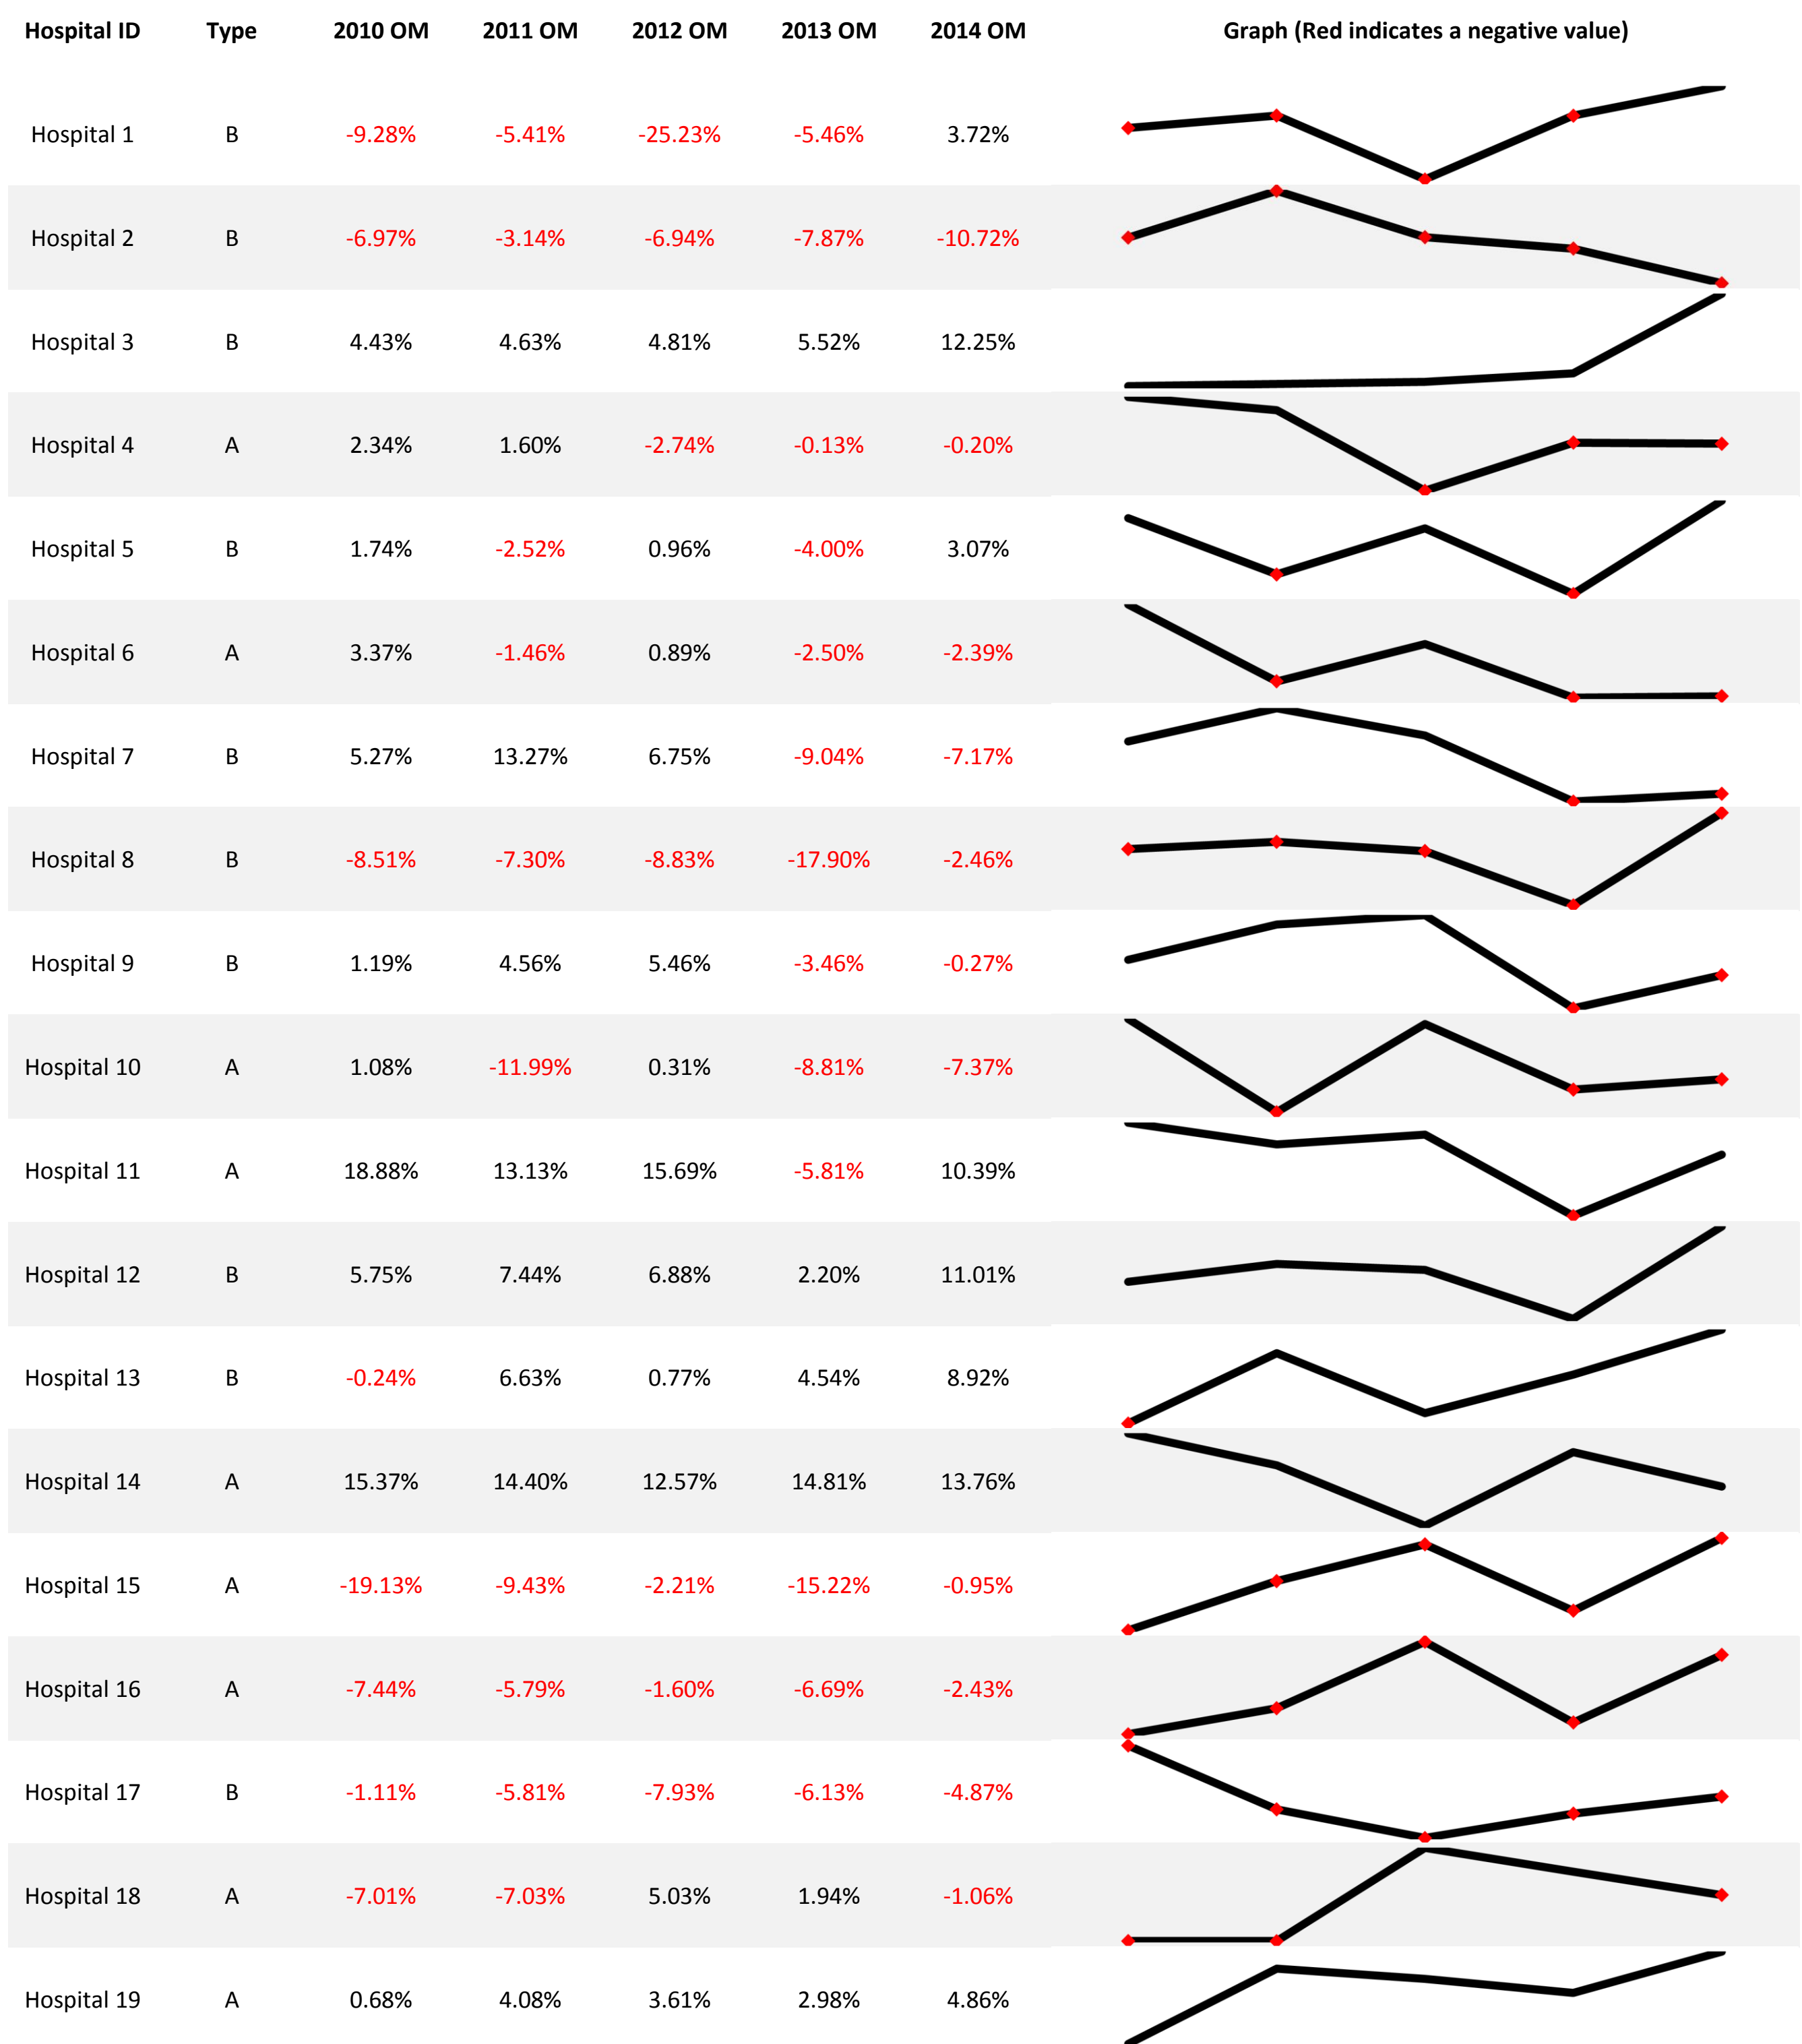 Hospital ID Type 2010 OM 2011 OM 2012 OM 2013 OM 2014 OM Graph (Red indicates a negative value)
Hospital 1 B -9.28% -5.41% -25.23% -5.46% 3.72%
Hospital 2 B -6.97% -3.14% -6.94% -7.87% -10.72%
Hospital 3 B 4.43% 4.63% 4.81% 5.52% 12.25%
Hospital 4 A 2.34% 1.60% -2.74% -0.13% -0.20%
Hospital 5 B 1.74% -2.52% 0.96% -4.00% 3.07%
Hospital 6 A 3.37% -1.46% 0.89% -2.50% -2.39%
Hospital 7 B 5.27% 13.27% 6.75% -9.04% -7.17%
Hospital 8 B -8.51% -7.30% -8.83% -17.90% -2.46%
Hospital 9 B 1.19% 4.56% 5.46% -3.46% -0.27%
Hospital 10 A 1.08% -11.99% 0.31% -8.81% -7.37%
Hospital 11 A 18.88% 13.13% 15.69% -5.81% 10.39%
Hospital 12 B 5.75% 7.44% 6.88% 2.20% 11.01%
Hospital 13 B -0.24% 6.63% 0.77% 4.54% 8.92%
Hospital 14 A 15.37% 14.40% 12.57% 14.81% 13.76%
Hospital 15 A -19.13% -9.43% -2.21% -15.22% -0.95%
Hospital 16 A -7.44% -5.79% -1.60% -6.69% -2.43%
Hospital 17 B -1.11% -5.81% -7.93% -6.13% -4.87%
Hospital 18 A -7.01% -7.03% 5.03% 1.94% -1.06%
Hospital 19 A 0.68% 4.08% 3.61% 2.98% 4.86%